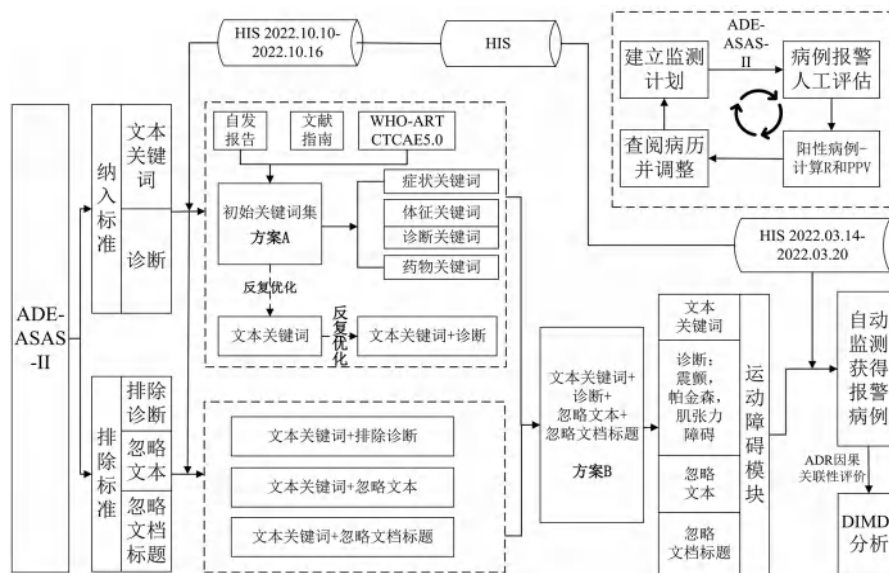 HIS 2022.10.10-
2022.10.16
HIS
ADE-
ASAS-
II
建立监测
计划
病例报警
人工评估
查阅病历
并调整
阳性病例-
计算R和PPV
ADE-
ASAS
-II
纳入标准
文本
关键
词
诊断
自发
报告
文献
指南
WHO-ART
CTCAE5.0
初始关键词集
方案A
症状关键词
体征关键词
诊断关键词
药物关键词
反复优化
文本关键词
反复优化
文本关键词+诊断
HIS 2022.03.14-
2022.03.20
排除标准
排除
诊断
忽略
文本
忽略
文档
标题
文本关键词+排除诊断
文本关键词+忽略文本
文本关键词+忽略文档标题
文本关键词+
诊断+
忽略文本+
忽略文档标题
方案B
文本
关键词
诊断:
震颤,
帕金森,
肌张力
障碍
忽略
文本
忽略
文档标题
运动障碍模块
自动
监测
获得
报警
病例
ADR因果
关联性评价
DIMD
分析